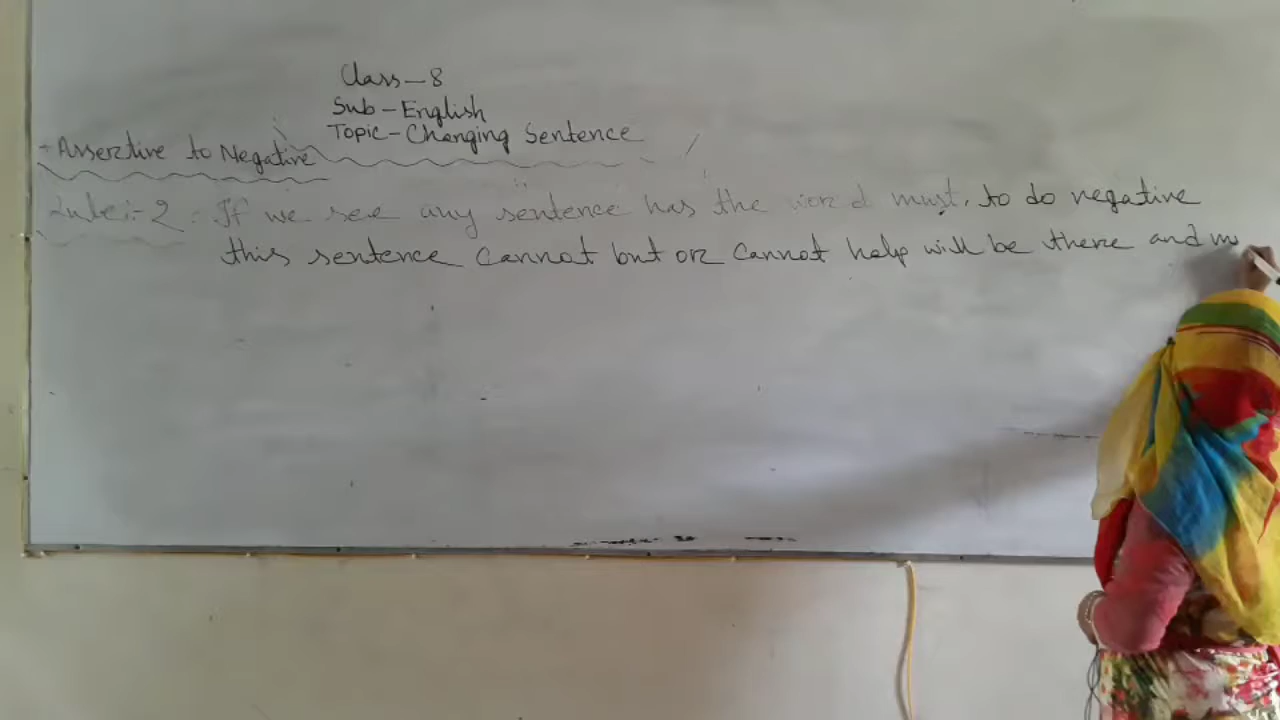 Class-8
Sub-English
Topic-Changing Sentence
Assertive to Negative
Rule:-2: If we see any sentence has the word must, to do negative
this sentence cannot but or cannot help will be there and